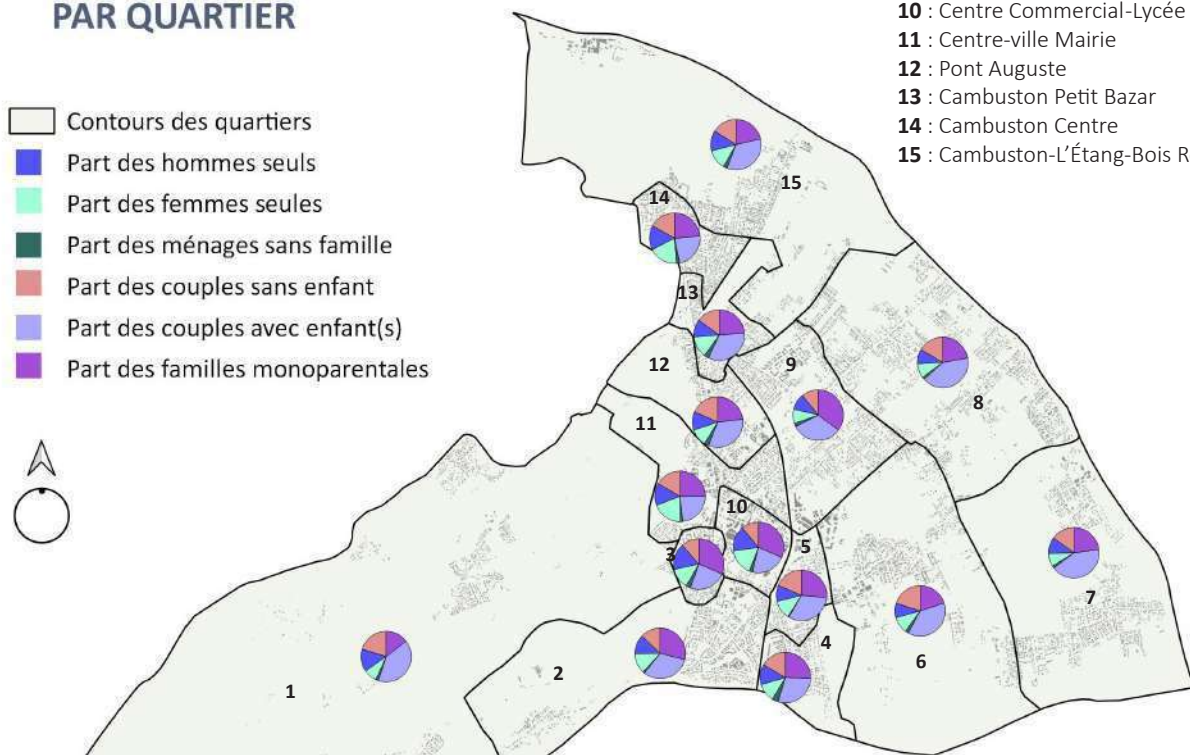 PAR QUARTIER
10 : Centre Commercial-Lycée
11 : Centre-ville Mairie
12 : Pont Auguste
13 : Cambuston Petit Bazar
14 : Cambuston Centre
15 : Cambuston-L'Étang-Bois R
Contours des quartiers
Part des hommes seuls
Part des femmes seules
Part des ménages sans famille
Part des couples sans enfant
Part des couples avec enfant(s)
Part des familles monoparentales
15
14
13
12
9
8
11
10
5
3
7
4
2
6
1